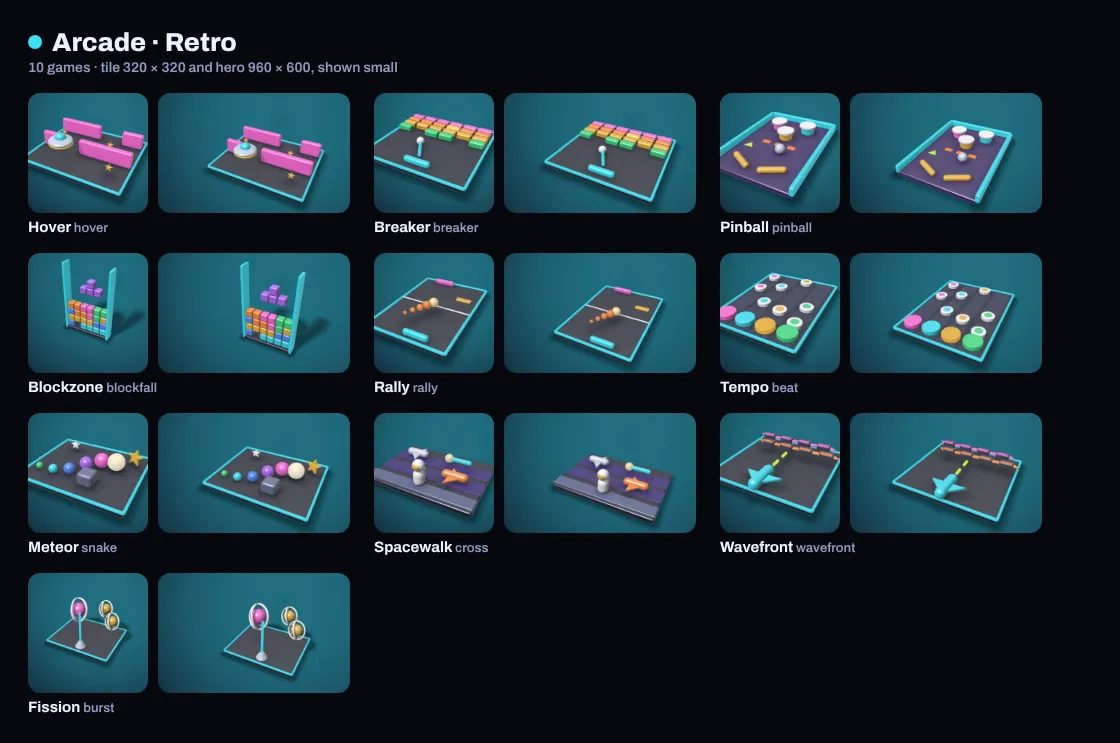 Arcade · Retro
10 games · tile 320 × 320 and hero 960 × 600, shown small
Hover hover
Breaker breaker
Pinball pinball
Blockzone blockfall
Rally rally
Tempo beat
Meteor snake
Spacewalk cross
Wavefront wavefront
Fission burst